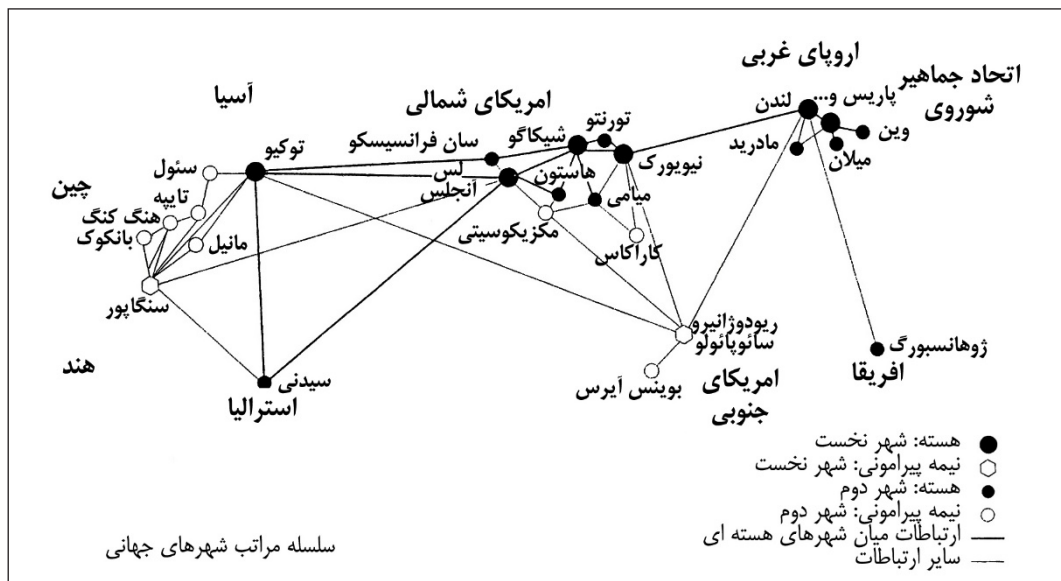 اروپای غربی
اتحاد جماهیر
شوروی
آسیا
امریکای شمالی
پاریس و...
لندن
وین
میلان
مادرید
تورنتو
شیکاگو
سان فرانسیسکو
نیویورک
توکیو
لس
آنجلس
هاستون
میامی
سئول
چین
تایپه
هنگ کنگ
بانکوک
مانیل
مکزیکوسیتی
کاراکاس
سنگاپور
ریودوژانیرو
سائوپائولو
ژوهانسبورگ
هند
افریقا
سیدنی
استرالیا
بوینس آیرس
امریکای
جنوبی
هسته: شهر نخست
نیمه پیرامونی: شهر نخست
هسته: شهر دوم
نیمه پیرامونی: شهر دوم
ارتباطات میان شهرهای هسته ای
سایر ارتباطات
سلسله مراتب شهرهای جهانی